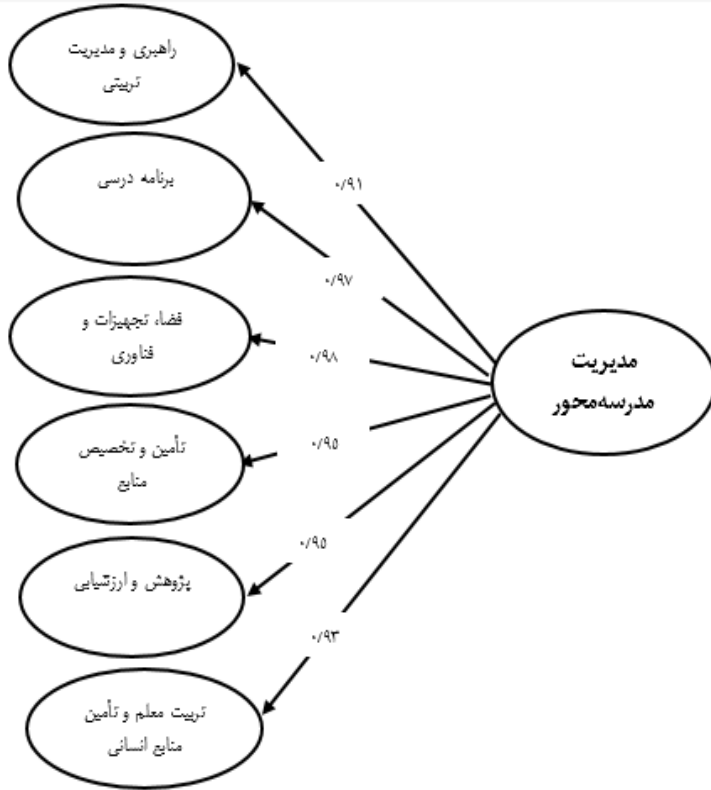 راهبری و مدیریت
تربیتی
برنامه درسی
فضا، تجهیزات و
فناوری
تأمین و تخصیص
منابع
پژوهش و ارزشیابی
تربیت معلم و تأمین
منابع انسانی
۰/۹۱
۰/۹۷
۰/۹۸
۰/۹۵
۰/۹۵
۰/۹۳
مدیریت
مدرسه‌محور